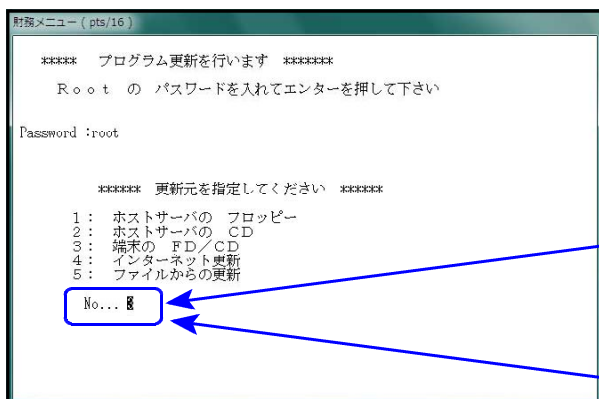 財務メニュー ( pts/16 )
***** プログラム更新を行います *******
Ｒｏｏｔ の パスワードを入れてエンターを押して下さい
Password :root
****** 更新元を指定してください ******
１： ホストサーバの フロッピー
２： ホストサーバの ＣＤ
３： 端末の ＦＤ／ＣＤ
４： インターネット更新
５： ファイルからの更新
No...